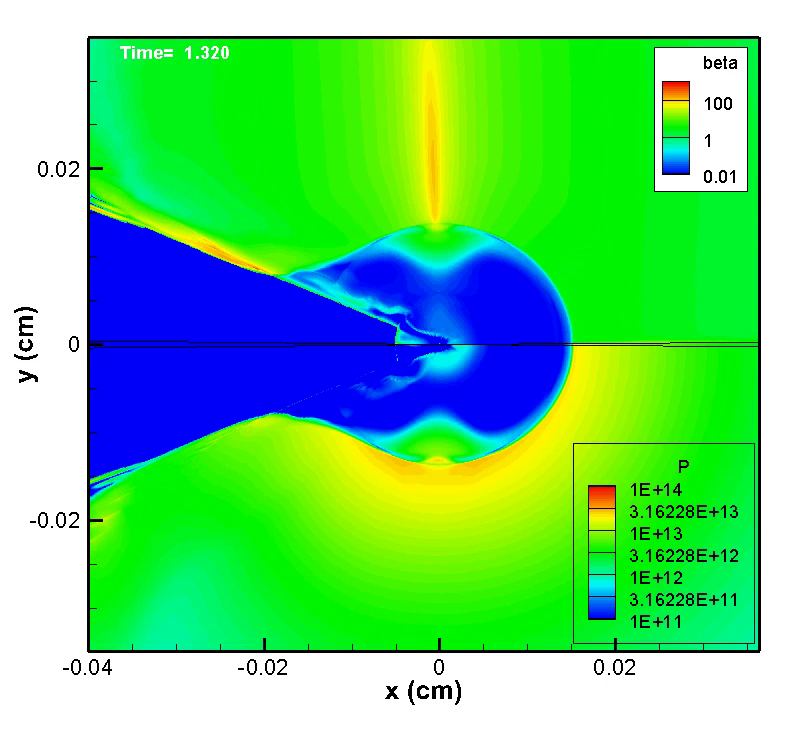 Time= 1.320
beta
100
1
0.01
0.02
0
-0.02
y (cm)
P
1E+14
3.16228E+13
1E+13
3.16228E+12
1E+12
3.16228E+11
1E+11
-0.04
-0.02
0
0.02
x (cm)